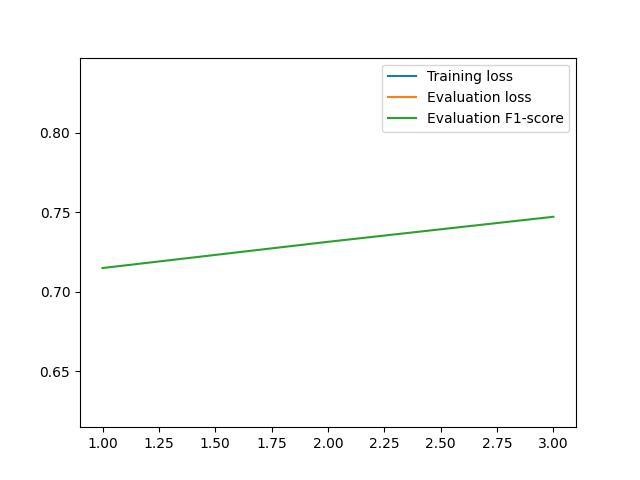 Training loss
Evaluation loss
Evaluation F1-score
0.80
0.75
0.70
0.65
1.00 1.25 1.50 1.75 2.00 2.25 2.50 2.75 3.00